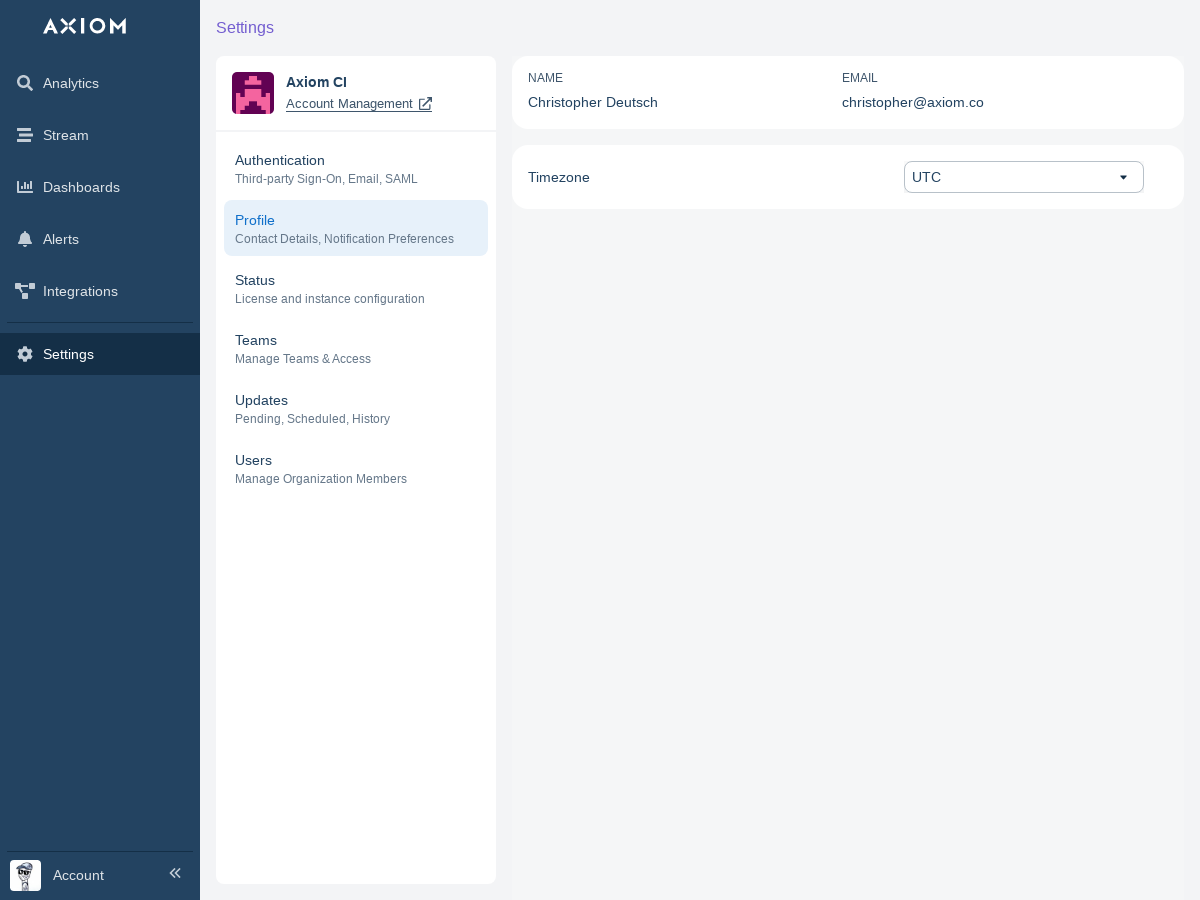 AXIOM
Analytics
Stream
Dashboards
Alerts
Integrations
Settings
Account
Settings
Axiom CI
Account Management
Authentication
Third-party Sign-On, Email, SAML
Profile
Contact Details, Notification Preferences
Status
License and instance configuration
Teams
Manage Teams & Access
Updates
Pending, Scheduled, History
Users
Manage Organization Members
NAME
Christopher Deutsch
EMAIL
christopher@axiom.co
Timezone
UTC